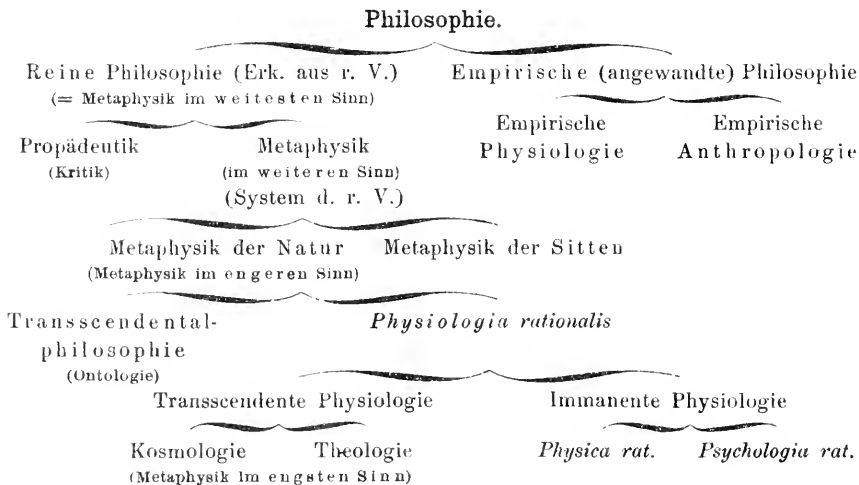 Philosophie.
Reine Philosophie (Erk. aus r. V.) Empirische (angewandte) Philosophie
(= Metaphysik im weitesten Sinn)
Empirische Empirische
Propädeutik Metaphysik Physiologie Anthropologie
(Kritik) (im weiteren Sinn)
(System d. r. V.)
Metaphysik der Natur Metaphysik der Sitten
(Metaphysik im engeren Sinn)
Transscendental- Physiologia rationalis
philosophie
(Ontologie)
Transscendente Physiologie Immanente Physiologie
Kosmologie Theologie Physica rat. Psychologia rat.
(Metaphysik im engsten Sinn)